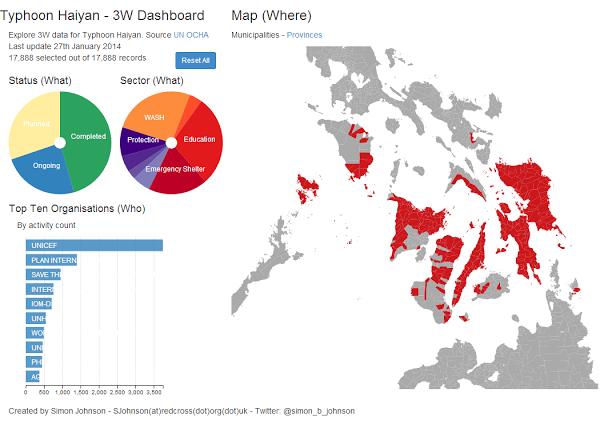 Typhoon Haiyan - 3W Dashboard
Explore 3W data for Typhoon Haiyan. Source UN OCHA
Last update 27th January 2014
17,888 selected out of 17,888 records
Reset All
Map (Where)
Municipalities - Provinces
Status (What)
Sector (What)
Planned
Completed
Ongoing
WASH
Education
Protection
Emergency Shelter
Top Ten Organisations (Who)
By activity count
UNICEF
PLAN INTERN
SAVE TH
INTER
IOM-D
UNH
WO
UNI
PH
AG
0 500 1,000 1,500 2,000 2,500 3,000 3,500
Created by Simon Johnson - SJohnson(at)redcross(dot)org(dot)uk - Twitter: @simon_b_johnson